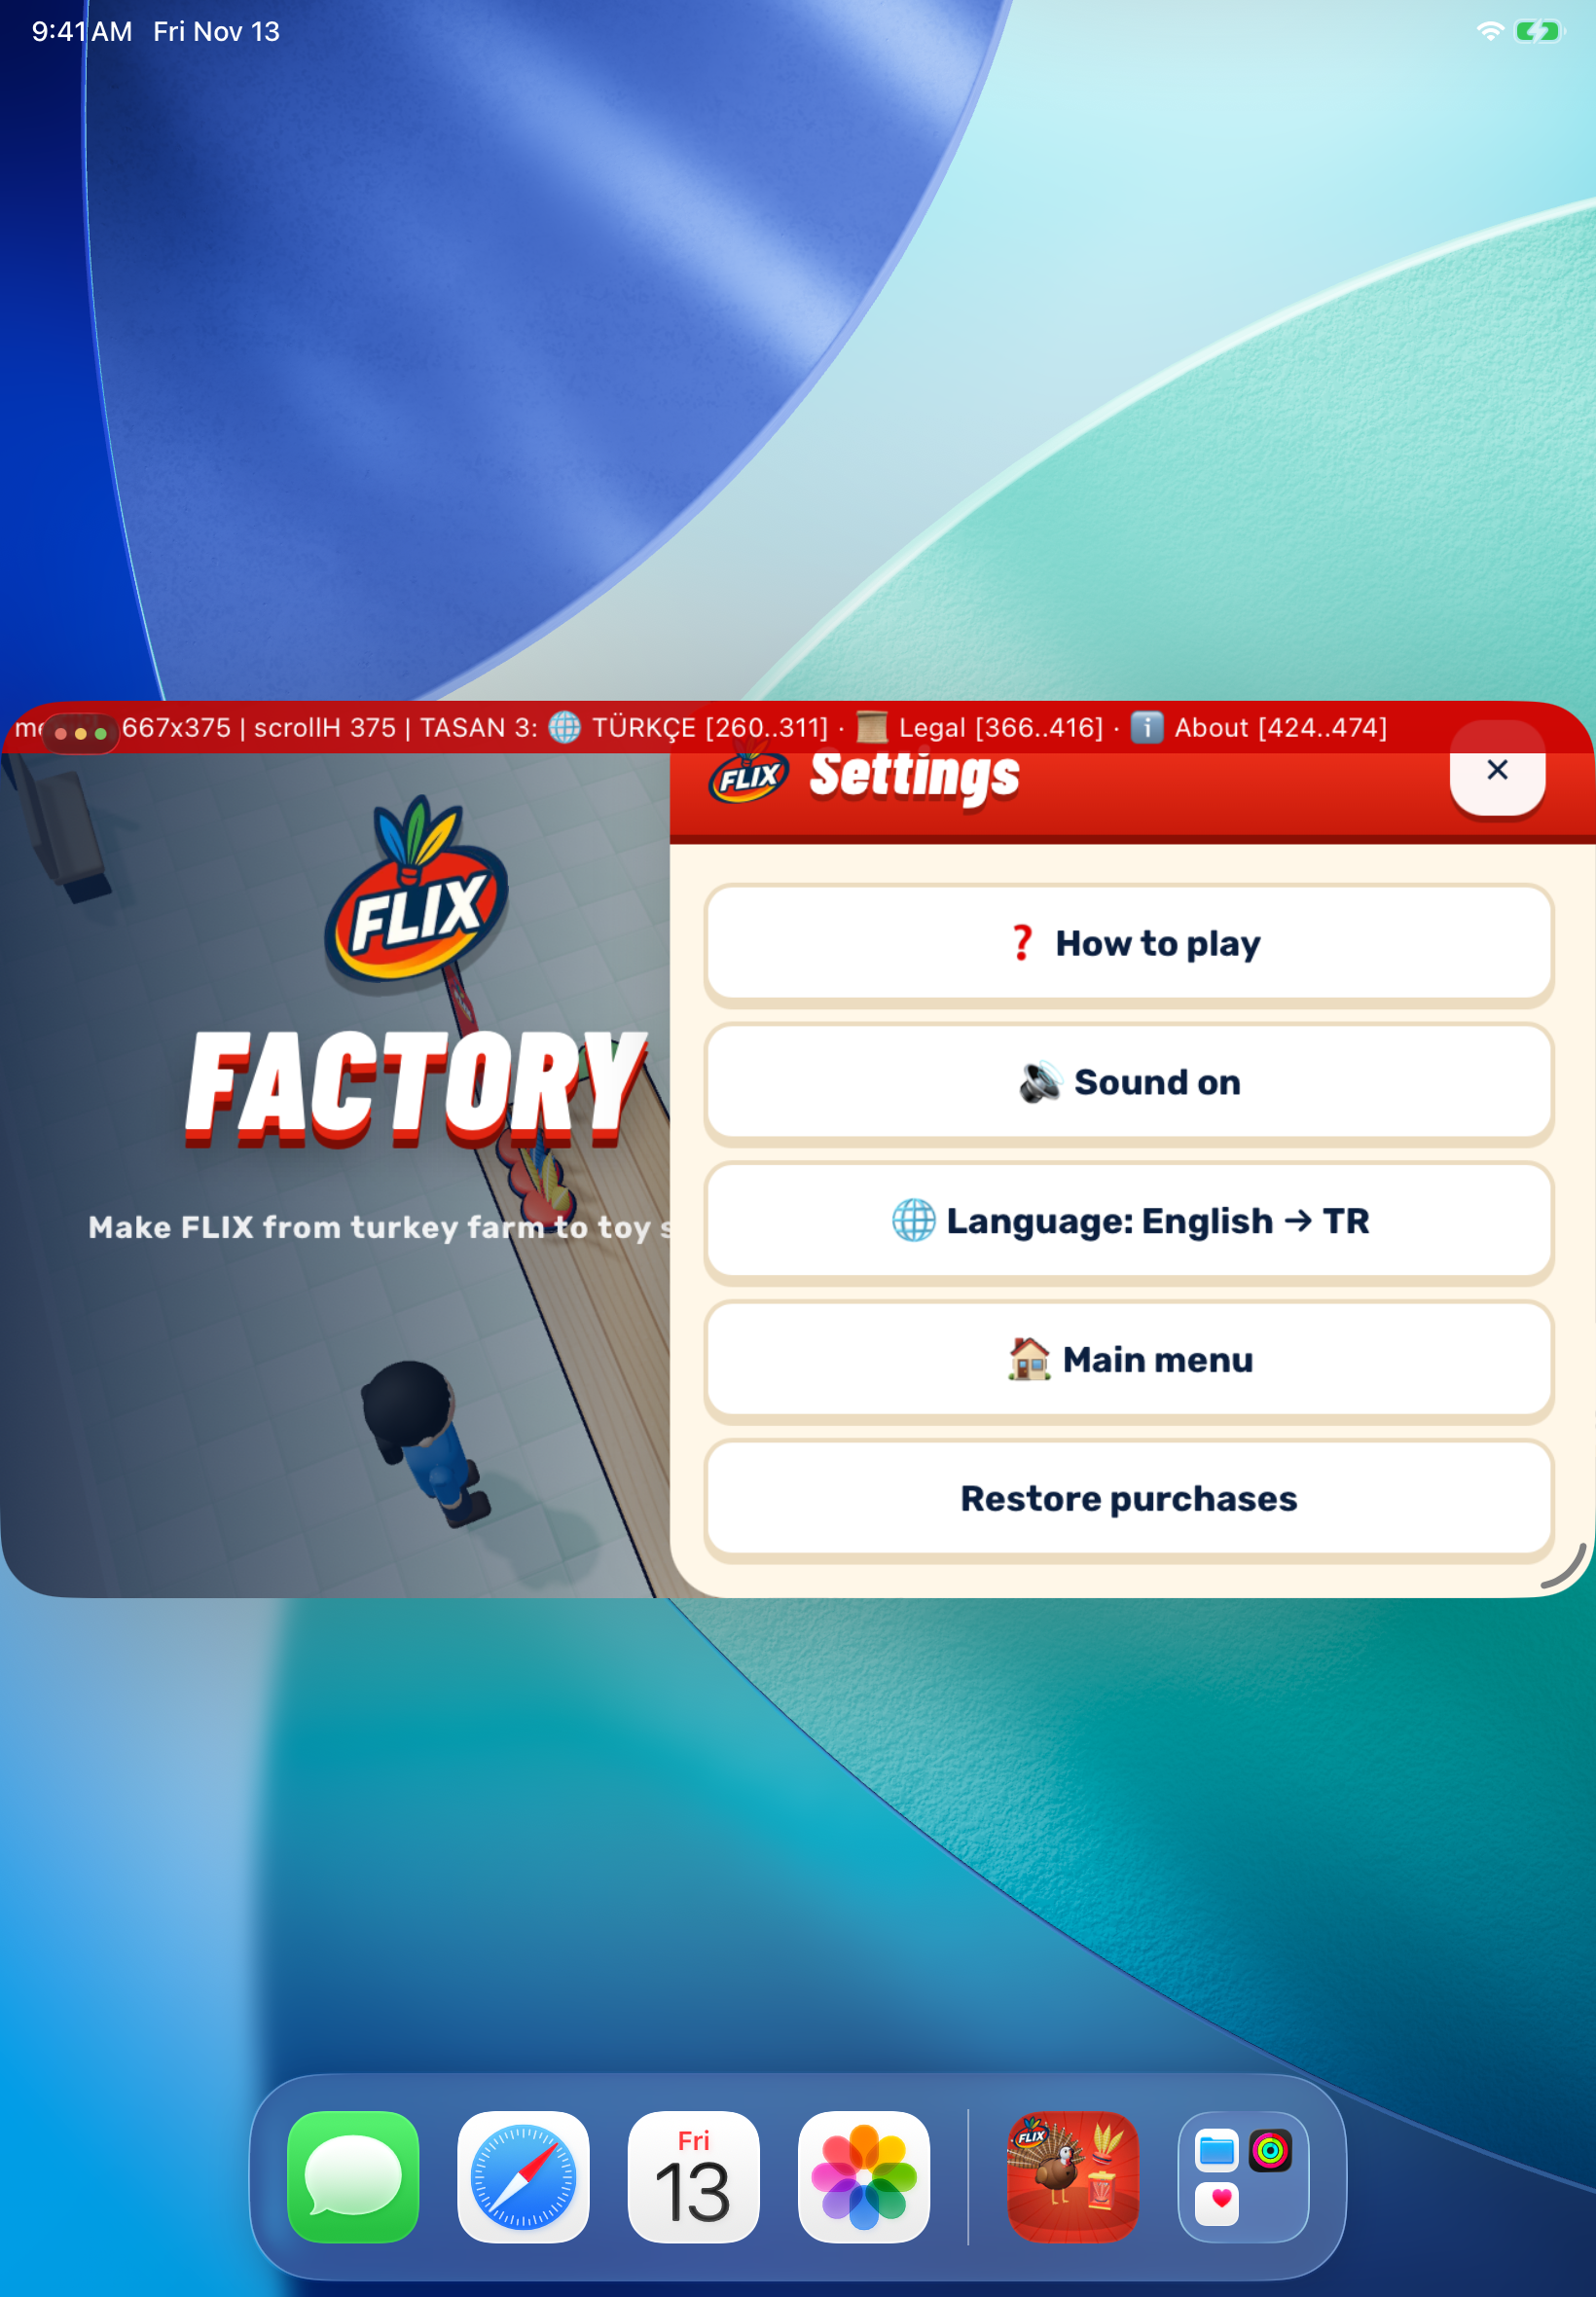 9:41 AM Fri Nov 13
667x375 | scrollH 375 | TASAN 3: 🌐 TÜRKÇE [260..311] · 📜 Legal [366..416] · ℹ️ About [424..474]
FLIX Settings
×
FLIX
FACTORY
Make FLIX from turkey farm to toy s
❓ How to play
🔊 Sound on
🌐 Language: English → TR
🏠 Main menu
Restore purchases
Fri
13
FLIX